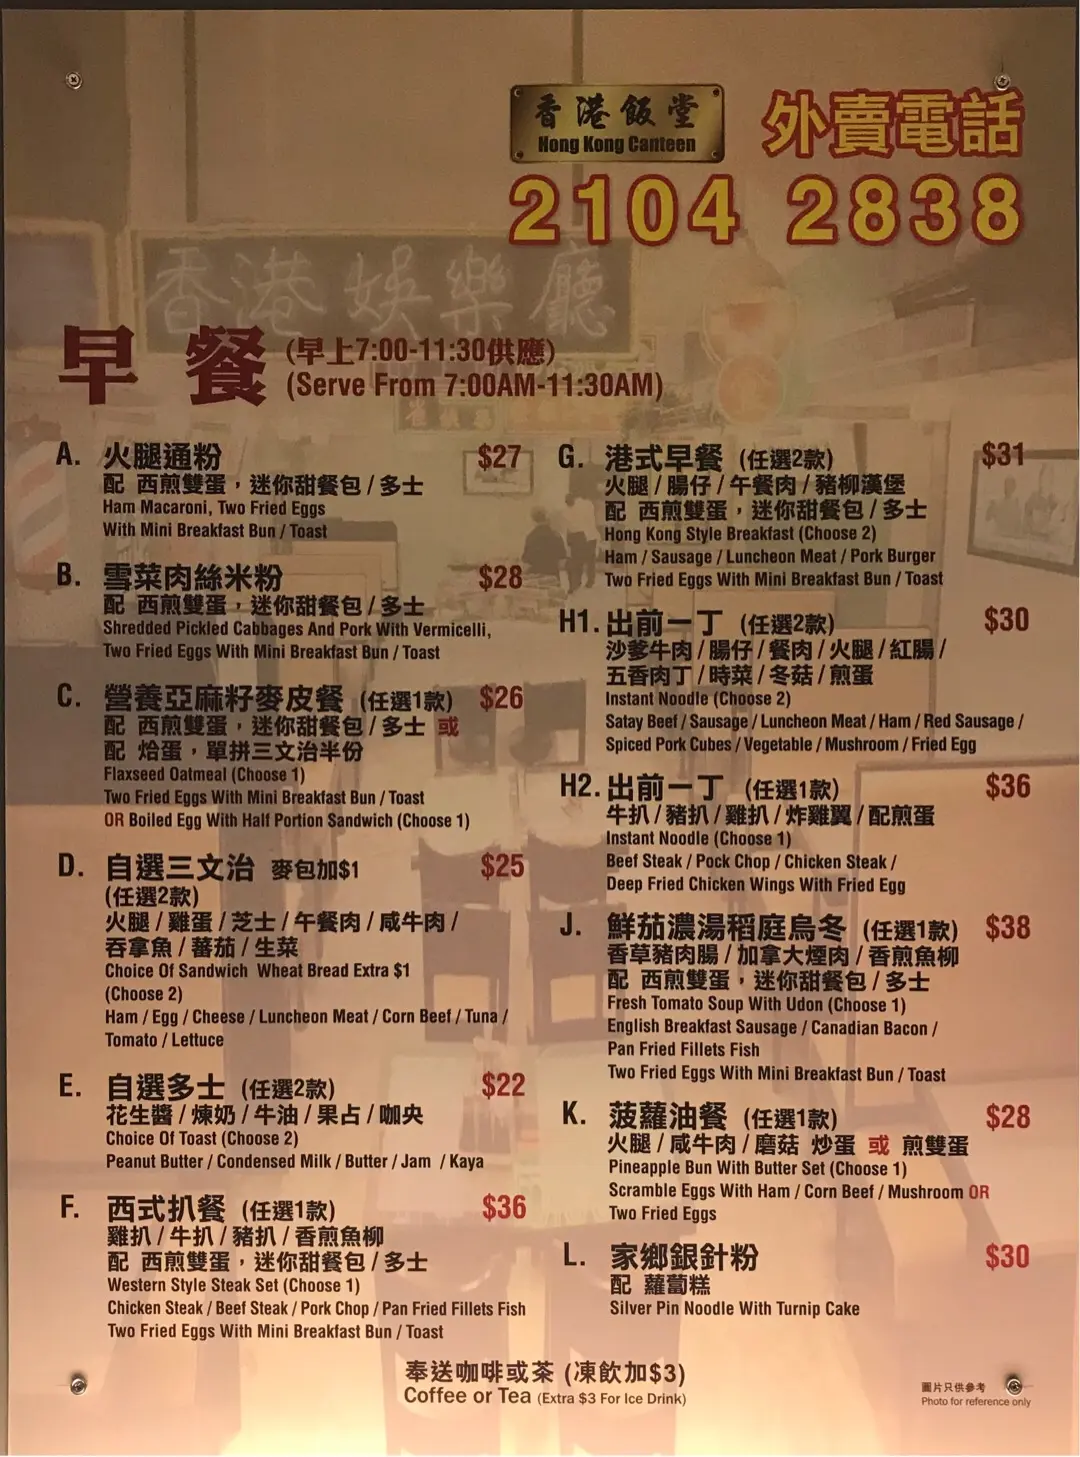 香港飯堂
Hong Kong Canteen
外賣電話
2104 2838
香港娛樂廳
早餐 (早上7:00-11:30供應)
(Serve From 7:00AM-11:30AM)
A. 火腿通粉 $27
配 西煎雙蛋，迷你甜餐包/多士
Ham Macaroni, Two Fried Eggs
With Mini Breakfast Bun / Toast
B. 雪菜肉絲米粉 $28
配 西煎雙蛋，迷你甜餐包/多士
Shredded Pickled Cabbages And Pork With Vermicelli,
Two Fried Eggs With Mini Breakfast Bun / Toast
C. 營養亞麻籽麥皮餐 (任選1款) $26
配 西煎雙蛋，迷你甜餐包/多士 或
配 烚蛋，單拼三文治半份
Flaxseed Oatmeal (Choose 1)
Two Fried Eggs With Mini Breakfast Bun / Toast
OR Boiled Egg With Half Portion Sandwich (Choose 1)
D. 自選三文治 麥包加$1 $25
(任選2款)
火腿/雞蛋/芝士/午餐肉/咸牛肉/
吞拿魚/蕃茄/生菜
Choice Of Sandwich Wheat Bread Extra $1
(Choose 2)
Ham / Egg / Cheese / Luncheon Meat / Corn Beef / Tuna /
Tomato / Lettuce
E. 自選多士 (任選2款) $22
花生醬/煉奶/牛油/果占/咖央
Choice Of Toast (Choose 2)
Peanut Butter / Condensed Milk / Butter / Jam / Kaya
F. 西式扒餐 (任選1款) $36
雞扒/牛扒/豬扒/香煎魚柳
配 西煎雙蛋，迷你甜餐包/多士
Western Style Steak Set (Choose 1)
Chicken Steak / Beef Steak / Pork Chop / Pan Fried Fillets Fish
Two Fried Eggs With Mini Breakfast Bun / Toast
G. 港式早餐 (任選2款) $31
火腿/腸仔/午餐肉/豬柳漢堡
配 西煎雙蛋，迷你甜餐包/多士
Hong Kong Style Breakfast (Choose 2)
Ham / Sausage / Luncheon Meat / Pork Burger
Two Fried Eggs With Mini Breakfast Bun / Toast
H1. 出前一丁 (任選2款) $30
沙爹牛肉/腸仔/餐肉/火腿/紅腸/
五香肉丁/時菜/冬菇/煎蛋
Instant Noodle (Choose 2)
Satay Beef / Sausage / Luncheon Meat / Ham / Red Sausage /
Spiced Pork Cubes / Vegetable / Mushroom / Fried Egg
H2. 出前一丁 (任選1款) $36
牛扒/豬扒/雞扒/炸雞翼/配煎蛋
Instant Noodle (Choose 1)
Beef Steak / Pock Chop / Chicken Steak /
Deep Fried Chicken Wings With Fried Egg
J. 鮮茄濃湯稻庭烏冬 (任選1款) $38
香草豬肉腸/加拿大煙肉/香煎魚柳
配 西煎雙蛋，迷你甜餐包/多士
Fresh Tomato Soup With Udon (Choose 1)
English Breakfast Sausage / Canadian Bacon /
Pan Fried Fillets Fish
Two Fried Eggs With Mini Breakfast Bun / Toast
K. 菠蘿油餐 (任選1款) $28
火腿/咸牛肉/磨菇 炒蛋 或 煎雙蛋
Pineapple Bun With Butter Set (Choose 1)
Scramble Eggs With Ham / Corn Beef / Mushroom OR
Two Fried Eggs
L. 家鄉銀針粉 $30
配 蘿蔔糕
Silver Pin Noodle With Turnip Cake
奉送咖啡或茶 (凍飲加$3)
Coffee or Tea (Extra $3 For Ice Drink)
圖片只供參考
Photo for reference only